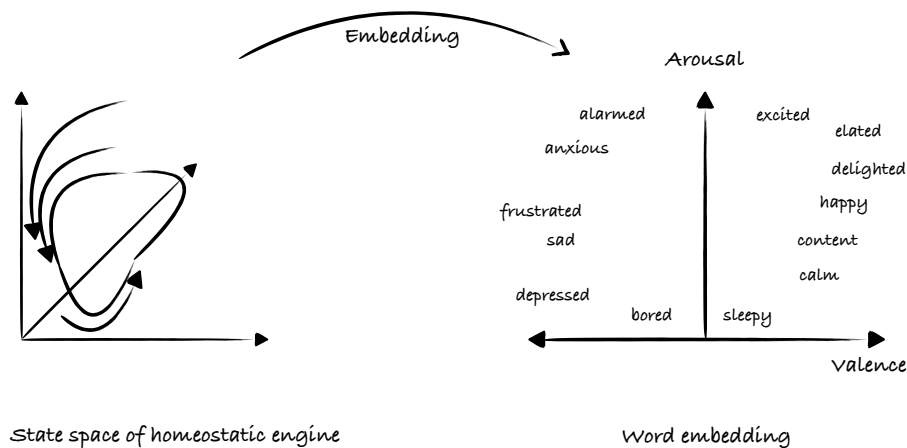 Embedding
Arousal
alarmed
excited
elated
anxious
delighted
happy
frustrated
sad
content
calm
depressed
bored
sleepy
Valence
State space of homeostatic engine
Word embedding